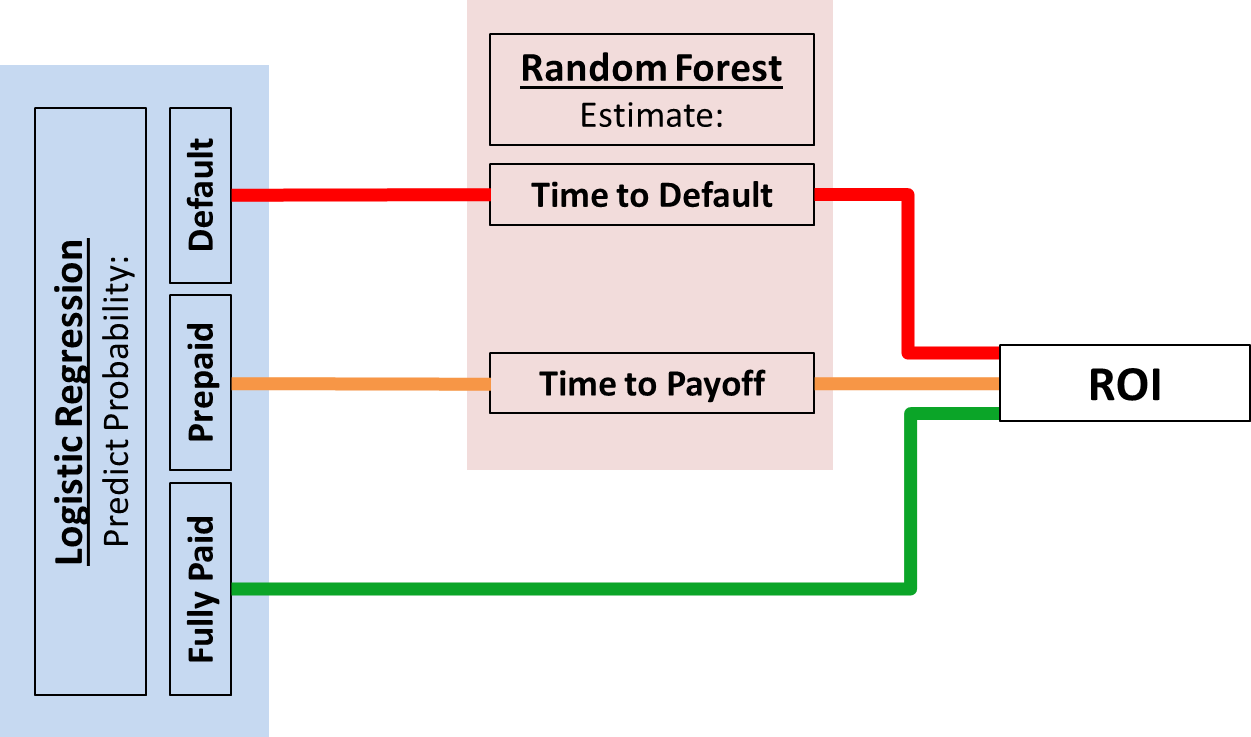 Logistic Regression
Predict Probability:
Default
Prepaid
Fully Paid
Random Forest
Estimate:
Time to Default
Time to Payoff
ROI